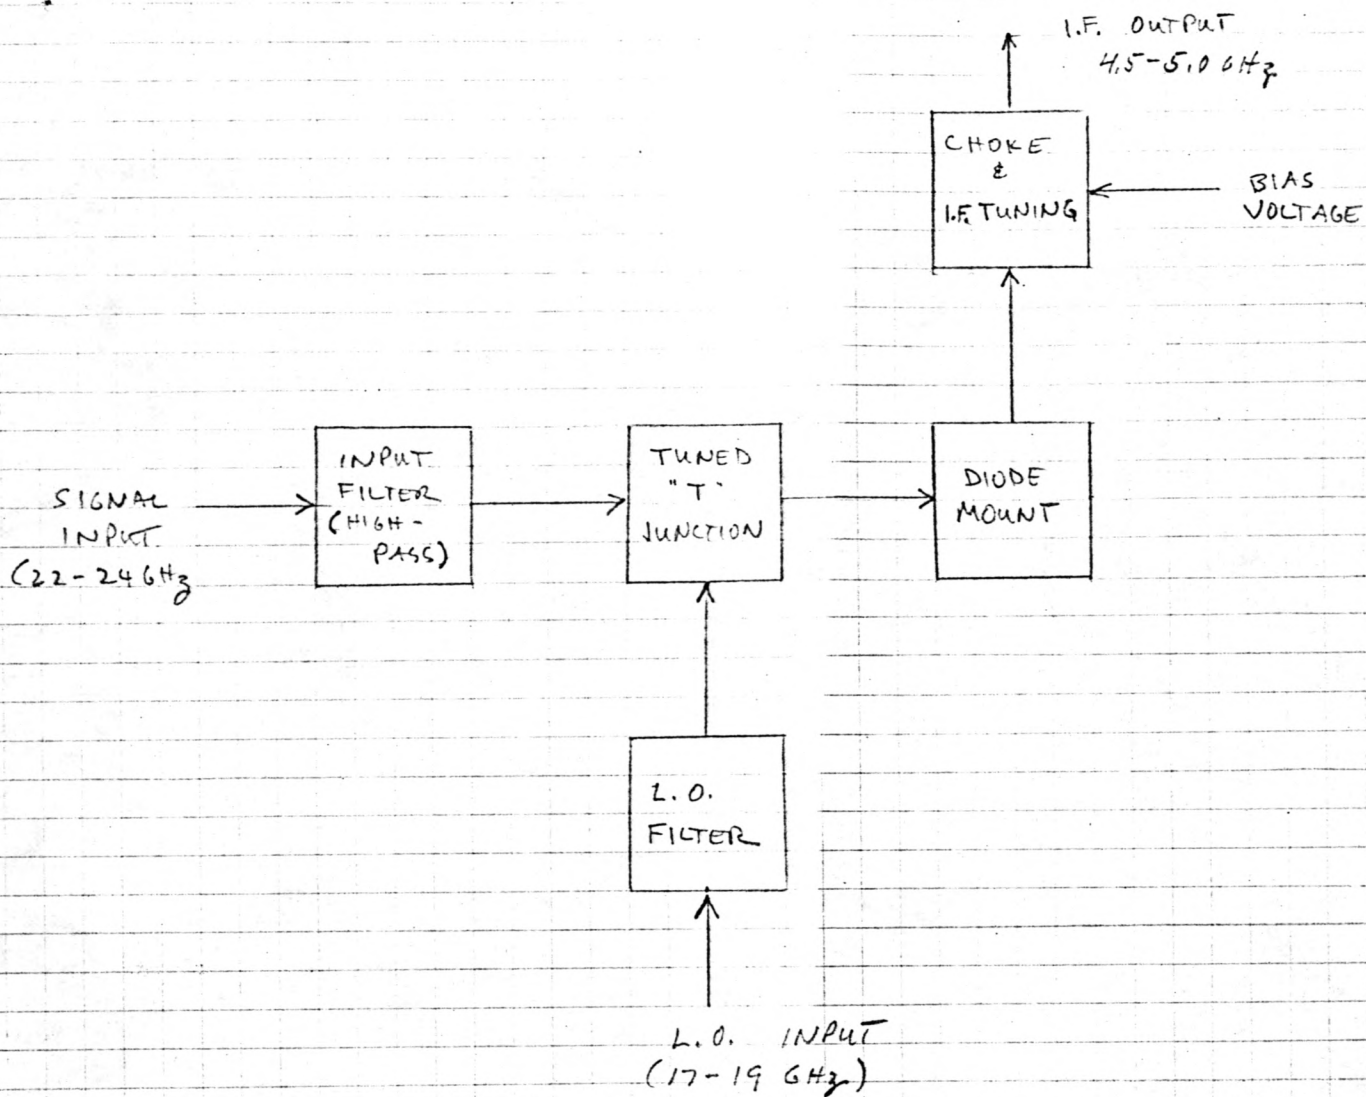 I.F. OUTPUT
4.5-5.0 GHz
CHOKE
&
I.F. TUNING
BIAS
VOLTAGE
SIGNAL
INPUT
(22-24 GHz
INPUT
FILTER
(HIGH-
PASS)
TUNED
"T"
JUNCTION
DIODE
MOUNT
L.O.
FILTER
L.O. INPUT
(17-19 GHz)